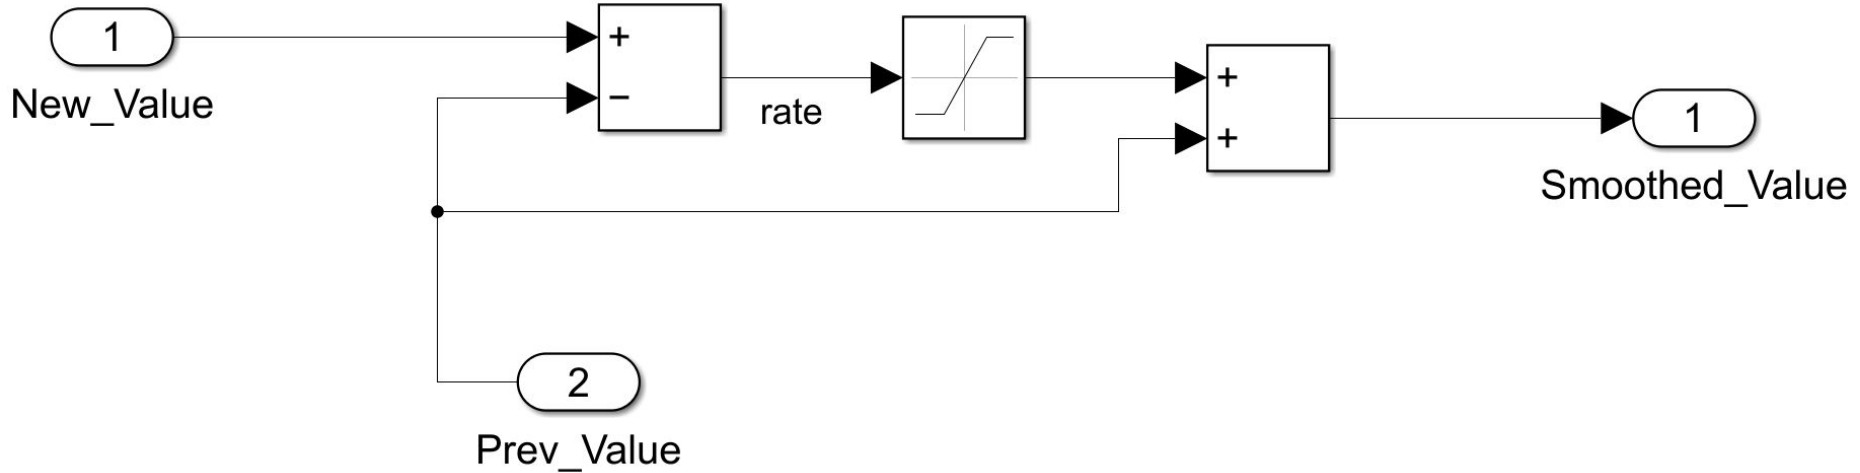 1
New_Value
+
−
rate
+
+
1
Smoothed_Value
2
Prev_Value